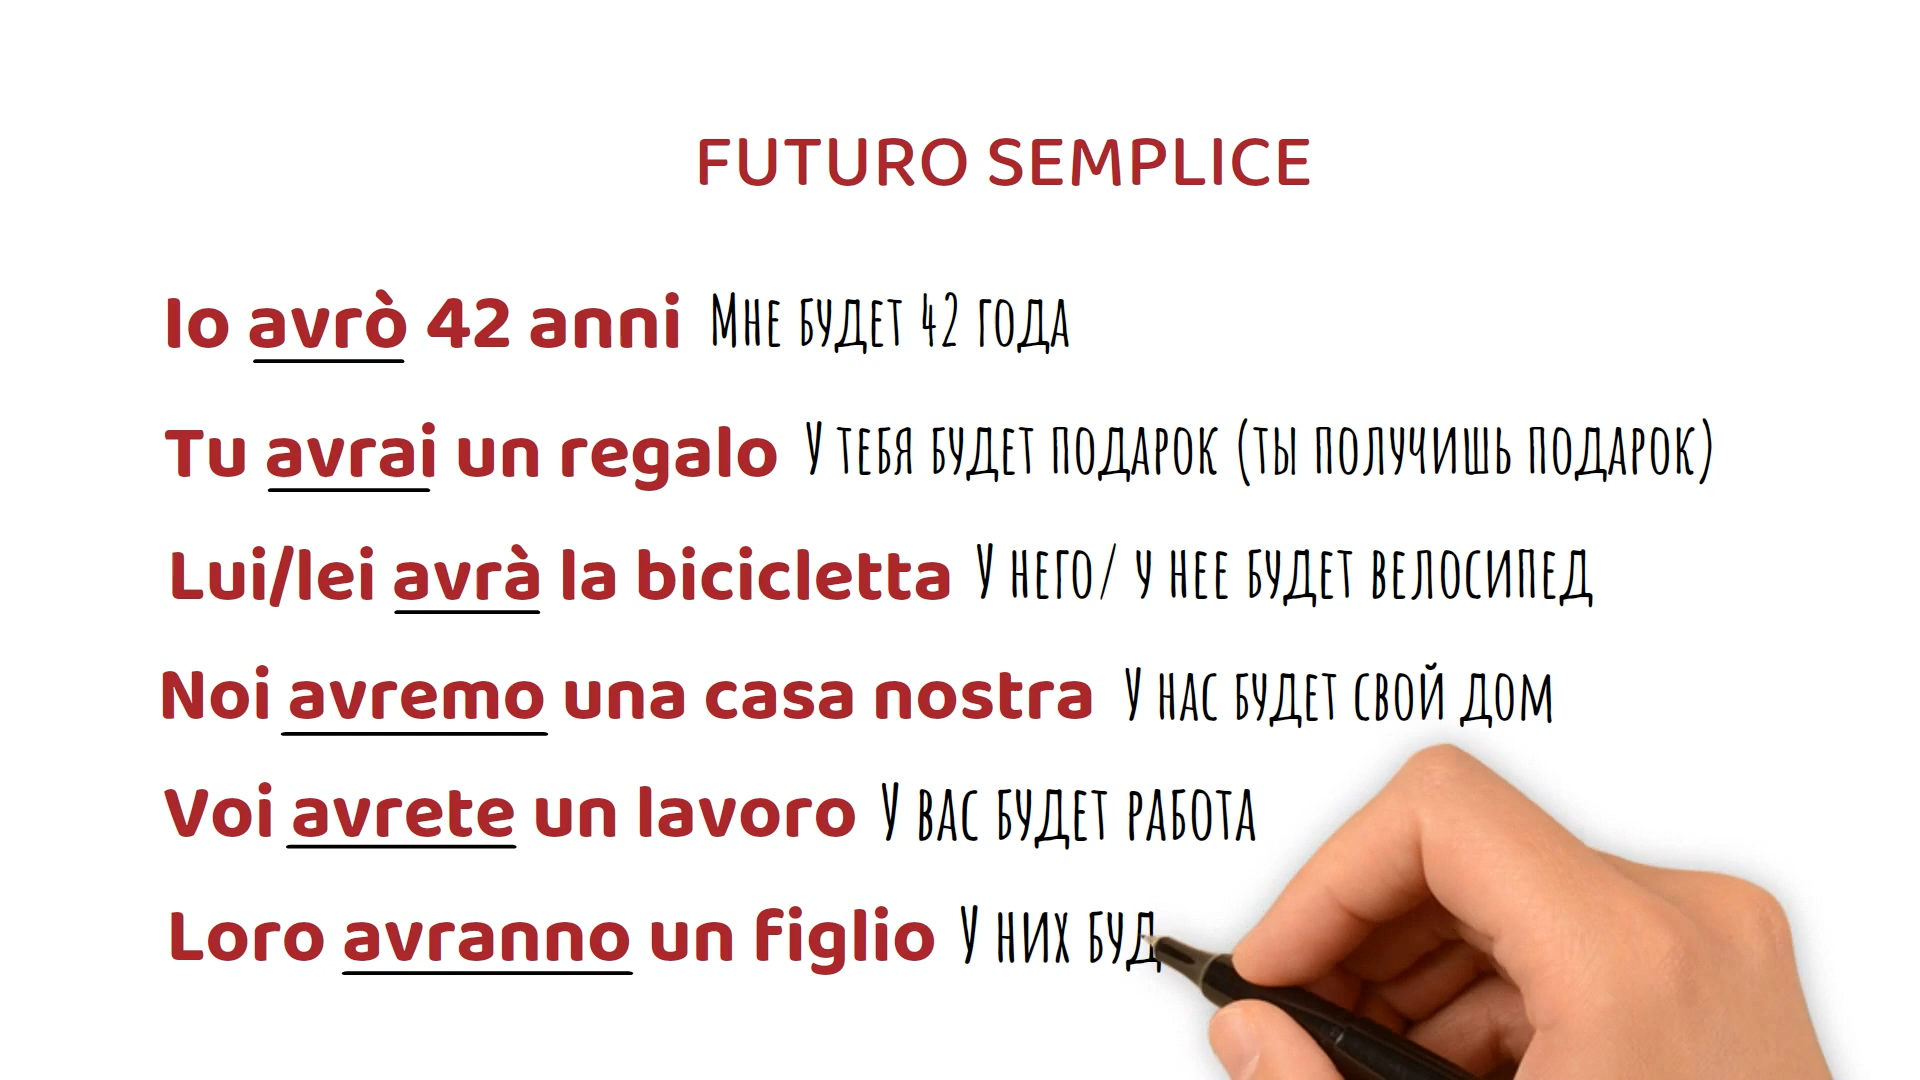 FUTURO SEMPLICE
Io avrò 42 anni Мне будет 42 года
Tu avrai un regalo У тебя будет подарок (ты получишь подарок)
Lui/lei avrà la bicicletta У него/ у нее будет велосипед
Noi avremo una casa nostra У нас будет свой дом
Voi avrete un lavoro У вас будет работа
Loro avranno un figlio У них буд